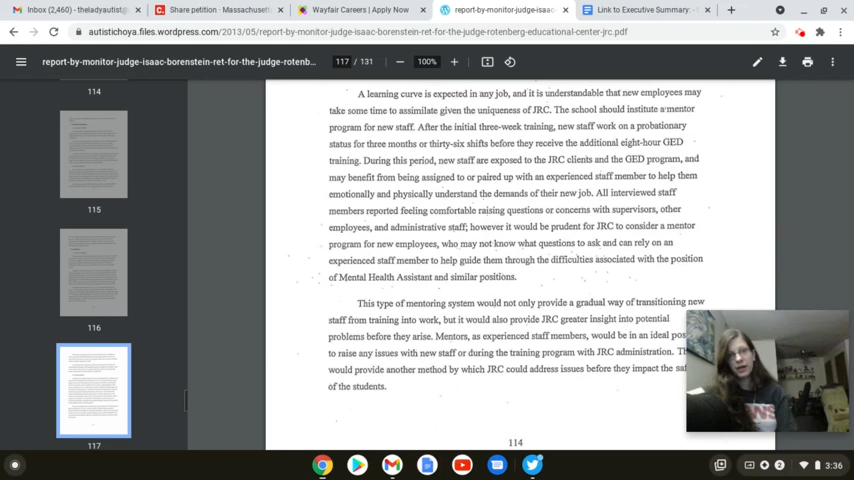 Inbox (2,460) - theladyautist@
Share petition · Massachusett
Wayfair Careers | Apply Now
report-by-monitor-judge-isaac-
Link to Executive Summary:
autistichoya.files.wordpress.com/2013/05/report-by-monitor-judge-isaac-borenstein-ret-for-the-judge-rotenberg-educational-center-jrc.pdf
report-by-monitor-judge-isaac-borenstein-ret-for-the-judge-rotenb...
117 / 131
100%
114
115
116
117
A learning curve is expected in any job, and it is understandable that new employees may
take some time to assimilate given the uniqueness of JRC. The school should institute a mentor
program for new staff. After the initial three-week training, new staff work on a probationary
status for three months or thirty-six shifts before they receive the additional eight-hour GED
training. During this period, new staff are exposed to the JRC clients and the GED program, and
may benefit from being assigned to or paired up with an experienced staff member to help them
emotionally and physically understand the demands of their new job. All interviewed staff
members reported feeling comfortable raising questions or concerns with supervisors, other
employees, and administrative staff; however it would be prudent for JRC to consider a mentor
program for new employees, who may not know what questions to ask and can rely on an
experienced staff member to help guide them through the difficulties associated with the position
of Mental Health Assistant and similar positions.
This type of mentoring system would not only provide a gradual way of transitioning new
staff from training into work, but it would also provide JRC greater insight into potential
problems before they arise. Mentors, as experienced staff members, would be in an ideal pos
to raise any issues with new staff or during the training program with JRC administration. Th
would provide another method by which JRC could address issues before they impact the saf
of the students.
114
2
3:36